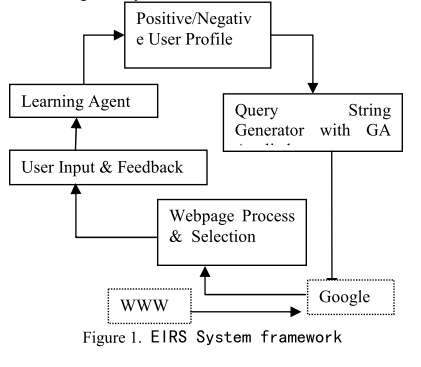 Positive/Negativ
e User Profile
Learning Agent
Query String
Generator with GA
User Input & Feedback
Webpage Process
& Selection
Google
WWW
Figure 1. EIRS System framework